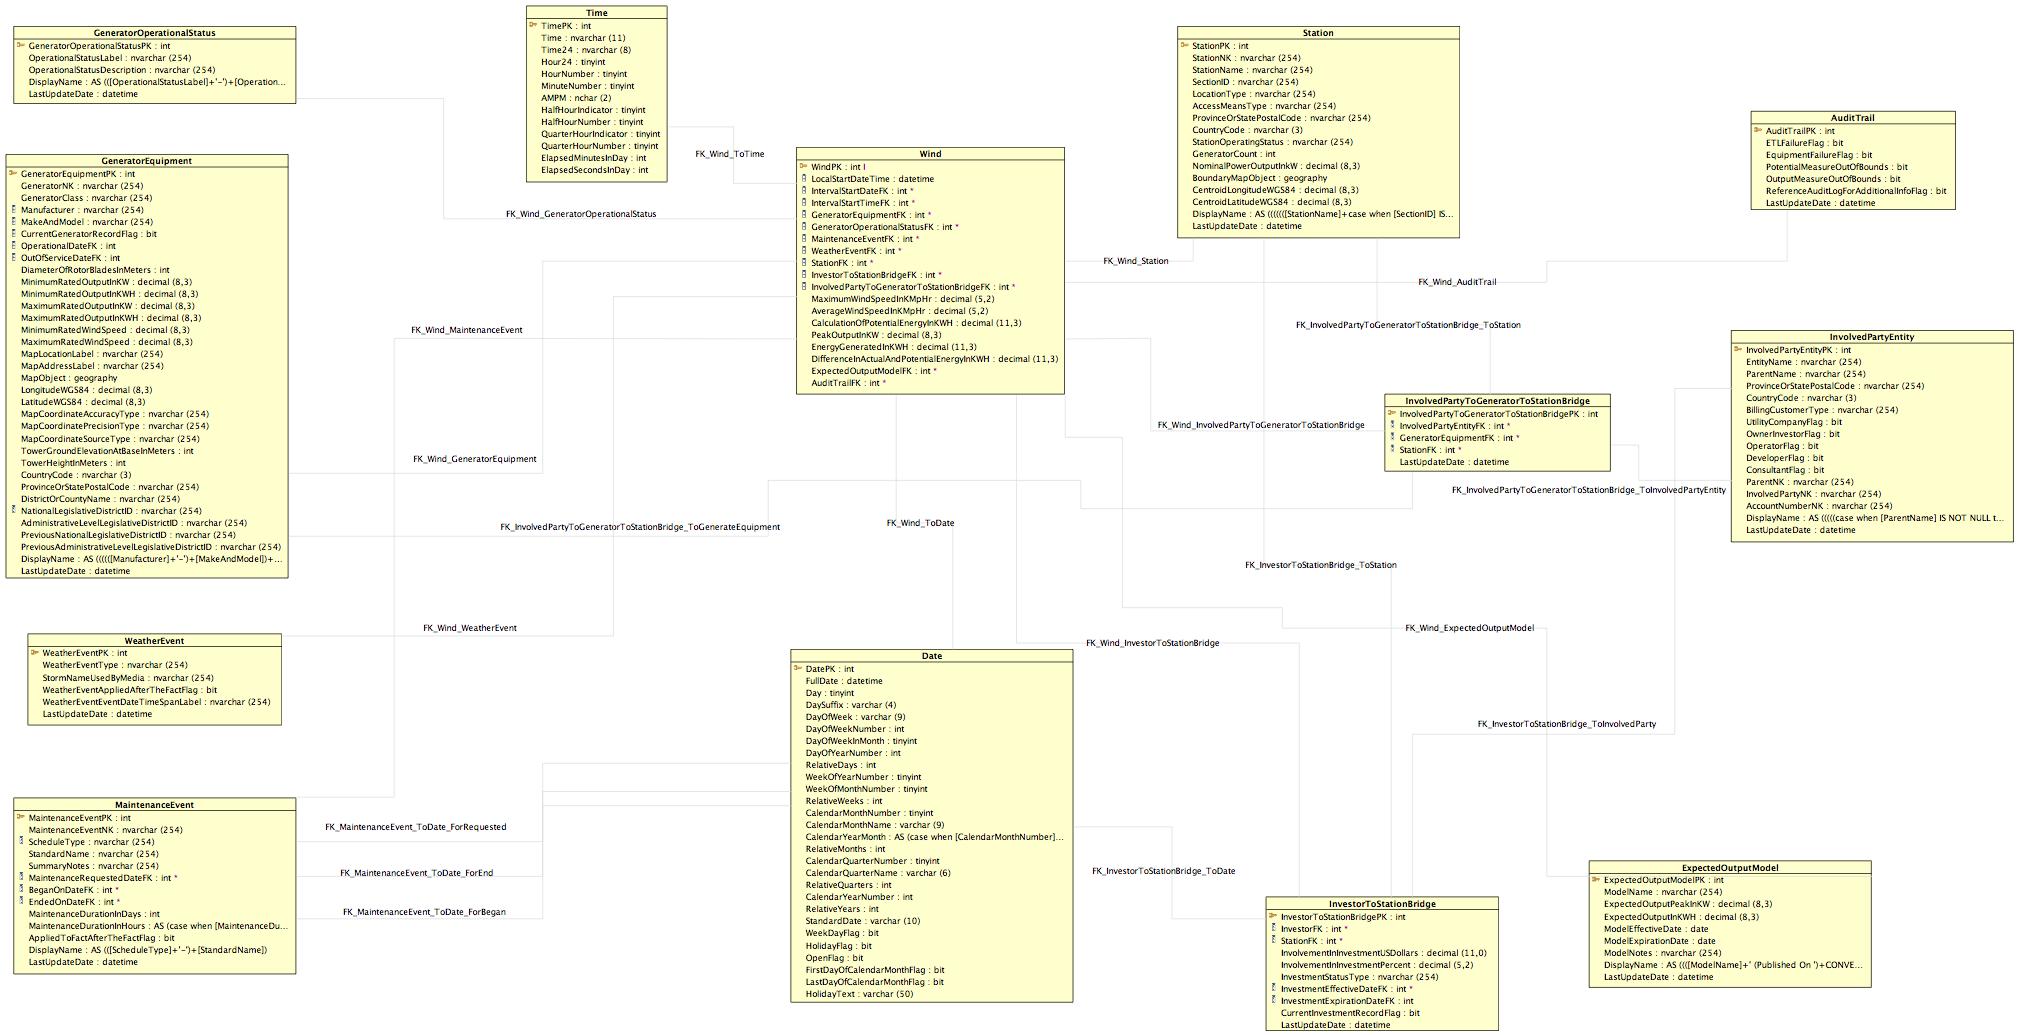 GeneratorOperationalStatus
GeneratorOperationalStatusPK : int
OperationalStatusLabel : nvarchar (254)
OperationalStatusDescription : nvarchar (254)
DisplayName : AS (([OperationalStatusLabel]+'-')+[Operation...
LastUpdateDate : datetime
Time
TimePK : int
Time : nvarchar (11)
Time24 : nvarchar (8)
Hour24 : tinyint
HourNumber : tinyint
MinuteNumber : tinyint
AMPM : nchar (2)
HalfHourIndicator : tinyint
HalfHourNumber : tinyint
QuarterHourIndicator : tinyint
QuarterHourNumber : tinyint
ElapsedMinutesInDay : int
ElapsedSecondsInDay : int
Station
StationPK : int
StationNK : nvarchar (254)
StationName : nvarchar (254)
SectionID : nvarchar (254)
LocationType : nvarchar (254)
AccessMeansType : nvarchar (254)
ProvinceOrStatePostalCode : nvarchar (254)
CountryCode : nvarchar (3)
StationOperatingStatus : nvarchar (254)
GeneratorCount : int
NominalPowerOutputInkW : decimal (8,3)
BoundaryMapObject : geography
CentroidLongitudeWGS84 : decimal (8,3)
CentroidLatitudeWGS84 : decimal (8,3)
DisplayName : AS ((((((([StationName]+case when [SectionID] IS...
LastUpdateDate : datetime
AuditTrail
AuditTrailPK : int
ETLFailureFlag : bit
EquipmentFailureFlag : bit
PotentialMeasureOutOfBounds : bit
OutputMeasureOutOfBounds : bit
ReferenceAuditLogForAdditionalInfoFlag : bit
LastUpdateDate : datetime
GeneratorEquipment
GeneratorEquipmentPK : int
GeneratorNK : nvarchar (254)
GeneratorClass : nvarchar (254)
Manufacturer : nvarchar (254)
MakeAndModel : nvarchar (254)
CurrentGeneratorRecordFlag : bit
OperationalDateFK : int
OutOfServiceDateFK : int
DiameterOfRotorBladesInMeters : int
MinimumRatedOutputInKW : decimal (8,3)
MinimumRatedOutputInKWH : decimal (8,3)
MaximumRatedOutputInKW : decimal (8,3)
MaximumRatedOutputInKWH : decimal (8,3)
MinimumRatedWindSpeed : decimal (8,3)
MaximumRatedWindSpeed : decimal (8,3)
MapLocationLabel : nvarchar (254)
MapAddressLabel : nvarchar (254)
MapObject : geography
LongitudeWGS84 : decimal (8,3)
LatitudeWGS84 : decimal (8,3)
MapCoordinateAccuracyType : nvarchar (254)
MapCoordinatePrecisionType : nvarchar (254)
MapCoordinateSourceType : nvarchar (254)
TowerGroundElevationAtBaseInMeters : int
TowerHeightInMeters : int
CountryCode : nvarchar (3)
ProvinceOrStatePostalCode : nvarchar (254)
DistrictOrCountyName : nvarchar (254)
NationalLegislativeDistrictID : nvarchar (254)
AdministrativeLevelLegislativeDistrictID : nvarchar (254)
PreviousNationalLegislativeDistrictID : nvarchar (254)
PreviousAdministrativeLevelLegislativeDistrictID : nvarchar (254)
DisplayName : AS ((((([Manufacturer]+'-')+[MakeAndModel])+...
LastUpdateDate : datetime
FK_Wind_ToTime
FK_Wind_GeneratorOperationalStatus
Wind
WindPK : int I
LocalStartDateTime : datetime
IntervalStartDateFK : int *
IntervalStartTimeFK : int *
GeneratorEquipmentFK : int *
GeneratorOperationalStatusFK : int *
MaintenanceEventFK : int *
WeatherEventFK : int *
StationFK : int *
InvestorToStationBridgeFK : int *
InvolvedPartyToGeneratorToStationBridgeFK : int *
MaximumWindSpeedInKMpHr : decimal (5,2)
AverageWindSpeedInKMpHr : decimal (5,2)
CalculationOfPotentialEnergyInKWH : decimal (11,3)
PeakOutputInKW : decimal (8,3)
EnergyGeneratedInKWH : decimal (11,3)
DifferenceInActualAndPotentialEnergyInKWH : decimal (11,3)
ExpectedOutputModelFK : int *
AuditTrailFK : int *
FK_Wind_Station
FK_Wind_AuditTrail
FK_InvolvedPartyToGeneratorToStationBridge_ToStation
FK_Wind_MaintenanceEvent
InvolvedPartyEntity
InvolvedPartyEntityPK : int
EntityName : nvarchar (254)
ParentName : nvarchar (254)
ProvinceOrStatePostalCode : nvarchar (254)
CountryCode : nvarchar (3)
BillingCustomerType : nvarchar (254)
UtilityCompanyFlag : bit
OwnerInvestorFlag : bit
OperatorFlag : bit
DeveloperFlag : bit
ConsultantFlag : bit
ParentNK : nvarchar (254)
InvolvedPartyNK : nvarchar (254)
AccountNumberNK : nvarchar (254)
DisplayName : AS (((((case when [ParentName] IS NOT NULL t...
LastUpdateDate : datetime
InvolvedPartyToGeneratorToStationBridge
InvolvedPartyToGeneratorToStationBridgePK : int
InvolvedPartyEntityFK : int *
GeneratorEquipmentFK : int *
StationFK : int *
LastUpdateDate : datetime
FK_Wind_InvolvedPartyToGeneratorToStationBridge
FK_Wind_GeneratorEquipment
FK_InvolvedPartyToGeneratorToStationBridge_ToInvolvedPartyEntity
FK_InvolvedPartyToGeneratorToStationBridge_ToGenerateEquipment
FK_Wind_ToDate
FK_InvestorToStationBridge_ToStation
FK_Wind_WeatherEvent
FK_Wind_ExpectedOutputModel
FK_Wind_InvestorToStationBridge
WeatherEvent
WeatherEventPK : int
WeatherEventType : nvarchar (254)
StormNameUsedByMedia : nvarchar (254)
WeatherEventAppliedAfterTheFactFlag : bit
WeatherEventEventDateTimeSpanLabel : nvarchar (254)
LastUpdateDate : datetime
Date
DatePK : int
FullDate : datetime
Day : tinyint
DaySuffix : varchar (4)
DayOfWeek : varchar (9)
DayOfWeekNumber : int
DayOfWeekInMonth : tinyint
DayOfYearNumber : int
RelativeDays : int
WeekOfYearNumber : tinyint
WeekOfMonthNumber : tinyint
RelativeWeeks : int
CalendarMonthNumber : tinyint
CalendarMonthName : varchar (9)
CalendarYearMonth : AS (case when [CalendarMonthNumber]...
RelativeMonths : int
CalendarQuarterNumber : tinyint
CalendarQuarterName : varchar (6)
RelativeQuarters : int
CalendarYearNumber : int
RelativeYears : int
StandardDate : varchar (10)
WeekDayFlag : bit
HolidayFlag : bit
OpenFlag : bit
FirstDayOfCalendarMonthFlag : bit
LastDayOfCalendarMonthFlag : bit
HolidayText : varchar (50)
FK_InvestorToStationBridge_ToInvolvedParty
MaintenanceEvent
MaintenanceEventPK : int
MaintenanceEventNK : nvarchar (254)
ScheduleType : nvarchar (254)
StandardName : nvarchar (254)
SummaryNotes : nvarchar (254)
MaintenanceRequestedDateFK : int *
BeganOnDateFK : int *
EndedOnDateFK : int *
MaintenanceDurationInDays : int
MaintenanceDurationInHours : AS (case when [MaintenanceDu...
AppliedToFactAfterTheFactFlag : bit
DisplayName : AS (([ScheduleType]+'-')+[StandardName])
LastUpdateDate : datetime
FK_MaintenanceEvent_ToDate_ForRequested
FK_MaintenanceEvent_ToDate_ForEnd
FK_MaintenanceEvent_ToDate_ForBegan
FK_InvestorToStationBridge_ToDate
InvestorToStationBridge
InvestorToStationBridgePK : int
InvestorFK : int *
StationFK : int *
InvolvementInInvestmentUSDollars : decimal (11,0)
InvolvementInInvestmentPercent : decimal (5,2)
InvestmentStatusType : nvarchar (254)
InvestmentEffectiveDateFK : int *
InvestmentExpirationDateFK : int
CurrentInvestmentRecordFlag : bit
LastUpdateDate : datetime
ExpectedOutputModel
ExpectedOutputModelPK : int
ModelName : nvarchar (254)
ExpectedOutputPeakInKW : decimal (8,3)
ExpectedOutputInKWH : decimal (8,3)
ModelEffectiveDate : date
ModelExpirationDate : date
ModelNotes : nvarchar (254)
DisplayName : AS ((([ModelName]+' (Published On ')+CONVE...
LastUpdateDate : datetime